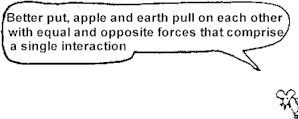 Better put, apple and earth pull on each other
with equal and opposite forces that comprise
a single interaction